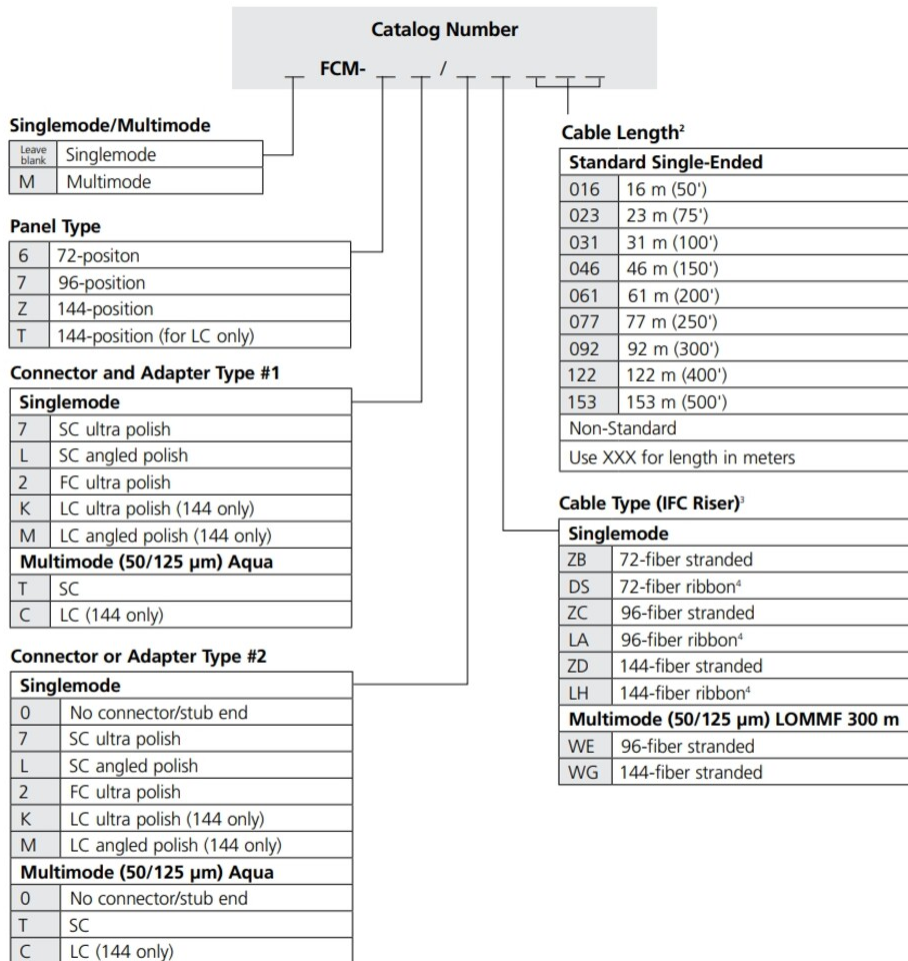 Catalog Number
_ FCM- _ _ / _ _ _ _ _
Singlemode/Multimode
Leave blank Singlemode
M Multimode
Panel Type
6 72-positon
7 96-position
Z 144-position
T 144-position (for LC only)
Connector and Adapter Type #1
Singlemode
7 SC ultra polish
L SC angled polish
2 FC ultra polish
K LC ultra polish (144 only)
M LC angled polish (144 only)
Multimode (50/125 µm) Aqua
T SC
C LC (144 only)
Connector or Adapter Type #2
Singlemode
0 No connector/stub end
7 SC ultra polish
L SC angled polish
2 FC ultra polish
K LC ultra polish (144 only)
M LC angled polish (144 only)
Multimode (50/125 µm) Aqua
0 No connector/stub end
T SC
C LC (144 only)
Cable Length²
Standard Single-Ended
016 16 m (50')
023 23 m (75')
031 31 m (100')
046 46 m (150')
061 61 m (200')
077 77 m (250')
092 92 m (300')
122 122 m (400')
153 153 m (500')
Non-Standard
Use XXX for length in meters
Cable Type (IFC Riser)³
Singlemode
ZB 72-fiber stranded
DS 72-fiber ribbon⁴
ZC 96-fiber stranded
LA 96-fiber ribbon⁴
ZD 144-fiber stranded
LH 144-fiber ribbon⁴
Multimode (50/125 µm) LOMMF 300 m
WE 96-fiber stranded
WG 144-fiber stranded